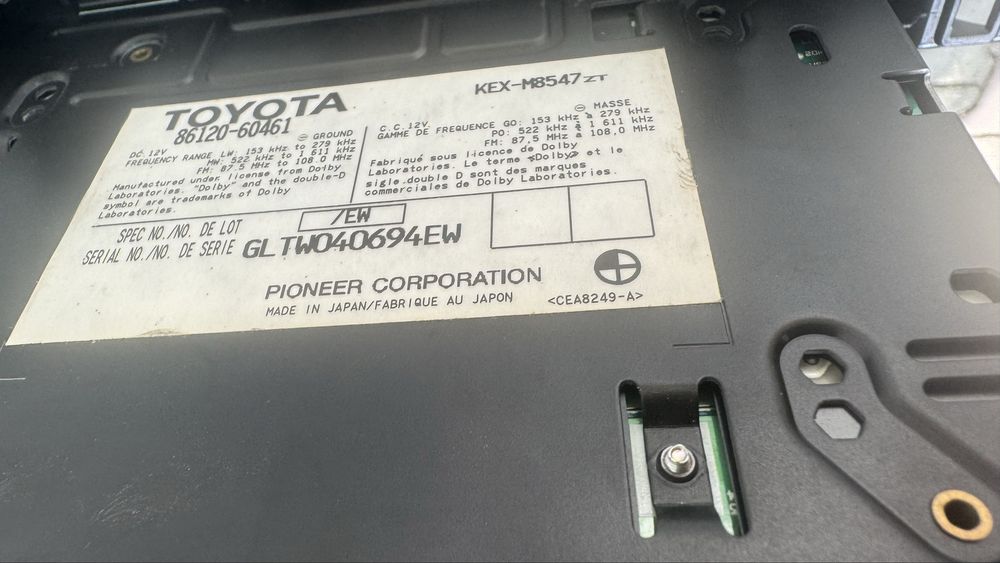 TOYOTA
86120-60461
DC. 12V ⊖ GROUND
FREQUENCY RANGE LW: 153 kHz to 279 kHz
MW: 522 kHz to 1 611 kHz
FM: 87.5 MHz to 108.0 MHz
Manufactured under license from Dolby
Laboratories. "Dolby" and the double-D
symbol are trademarks of Dolby
Laboratories.
KEX-M8547ZT
C.C. 12V ⊖ MASSE
GAMME DE FREQUENCE GO: 153 kHz à 279 kHz
PO: 522 kHz à 1 611 kHz
FM: 87,5 MHz à 108,0 MHz
Fabriqué sous licence de Dolby
Laboratories. Le terme «Dolby» et le
sigle double D sont des marques
commerciales de Dolby Laboratories.
SPEC NO./NO. DE LOT /EW
SERIAL NO./NO. DE SERIE GLTW040694EW
PIONEER CORPORATION
MADE IN JAPAN/FABRIQUE AU JAPON <CEA8249-A>